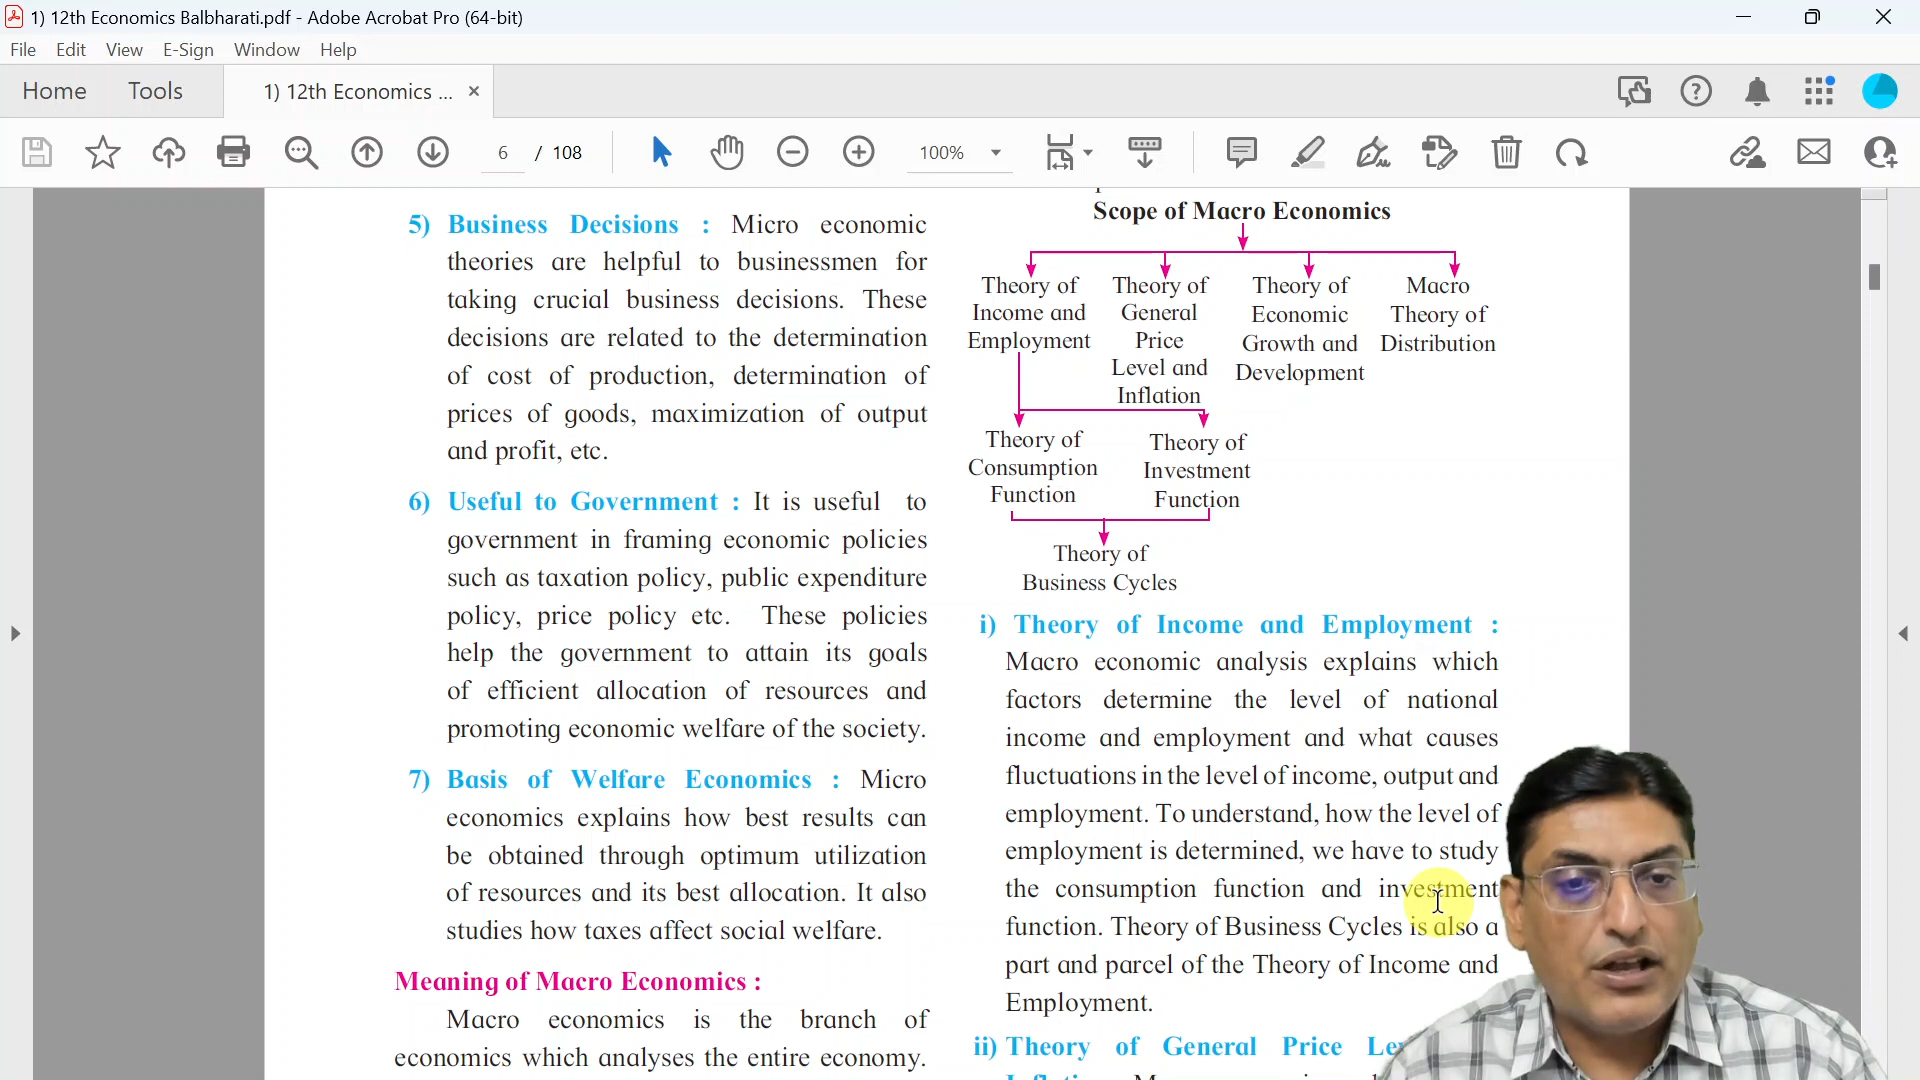 1) 12th Economics Balbharati.pdf - Adobe Acrobat Pro (64-bit)
File Edit View E-Sign Window Help
Home Tools 1) 12th Economics ... ×
6 / 108 100%
5) Business Decisions : Micro economic
theories are helpful to businessmen for
taking crucial business decisions. These
decisions are related to the determination
of cost of production, determination of
prices of goods, maximization of output
and profit, etc.
6) Useful to Government : It is useful to
government in framing economic policies
such as taxation policy, public expenditure
policy, price policy etc. These policies
help the government to attain its goals
of efficient allocation of resources and
promoting economic welfare of the society.
7) Basis of Welfare Economics : Micro
economics explains how best results can
be obtained through optimum utilization
of resources and its best allocation. It also
studies how taxes affect social welfare.
Meaning of Macro Economics :
Macro economics is the branch of
economics which analyses the entire economy.
Scope of Macro Economics
Theory of
Income and
Employment
Theory of
General
Price
Level and
Inflation
Theory of
Economic
Growth and
Development
Macro
Theory of
Distribution
Theory of
Consumption
Function
Theory of
Investment
Function
Theory of
Business Cycles
i) Theory of Income and Employment :
Macro economic analysis explains which
factors determine the level of national
income and employment and what causes
fluctuations in the level of income, output and
employment. To understand, how the level of
employment is determined, we have to study
the consumption function and investment
function. Theory of Business Cycles is also a
part and parcel of the Theory of Income and
Employment.
ii) Theory of General Price